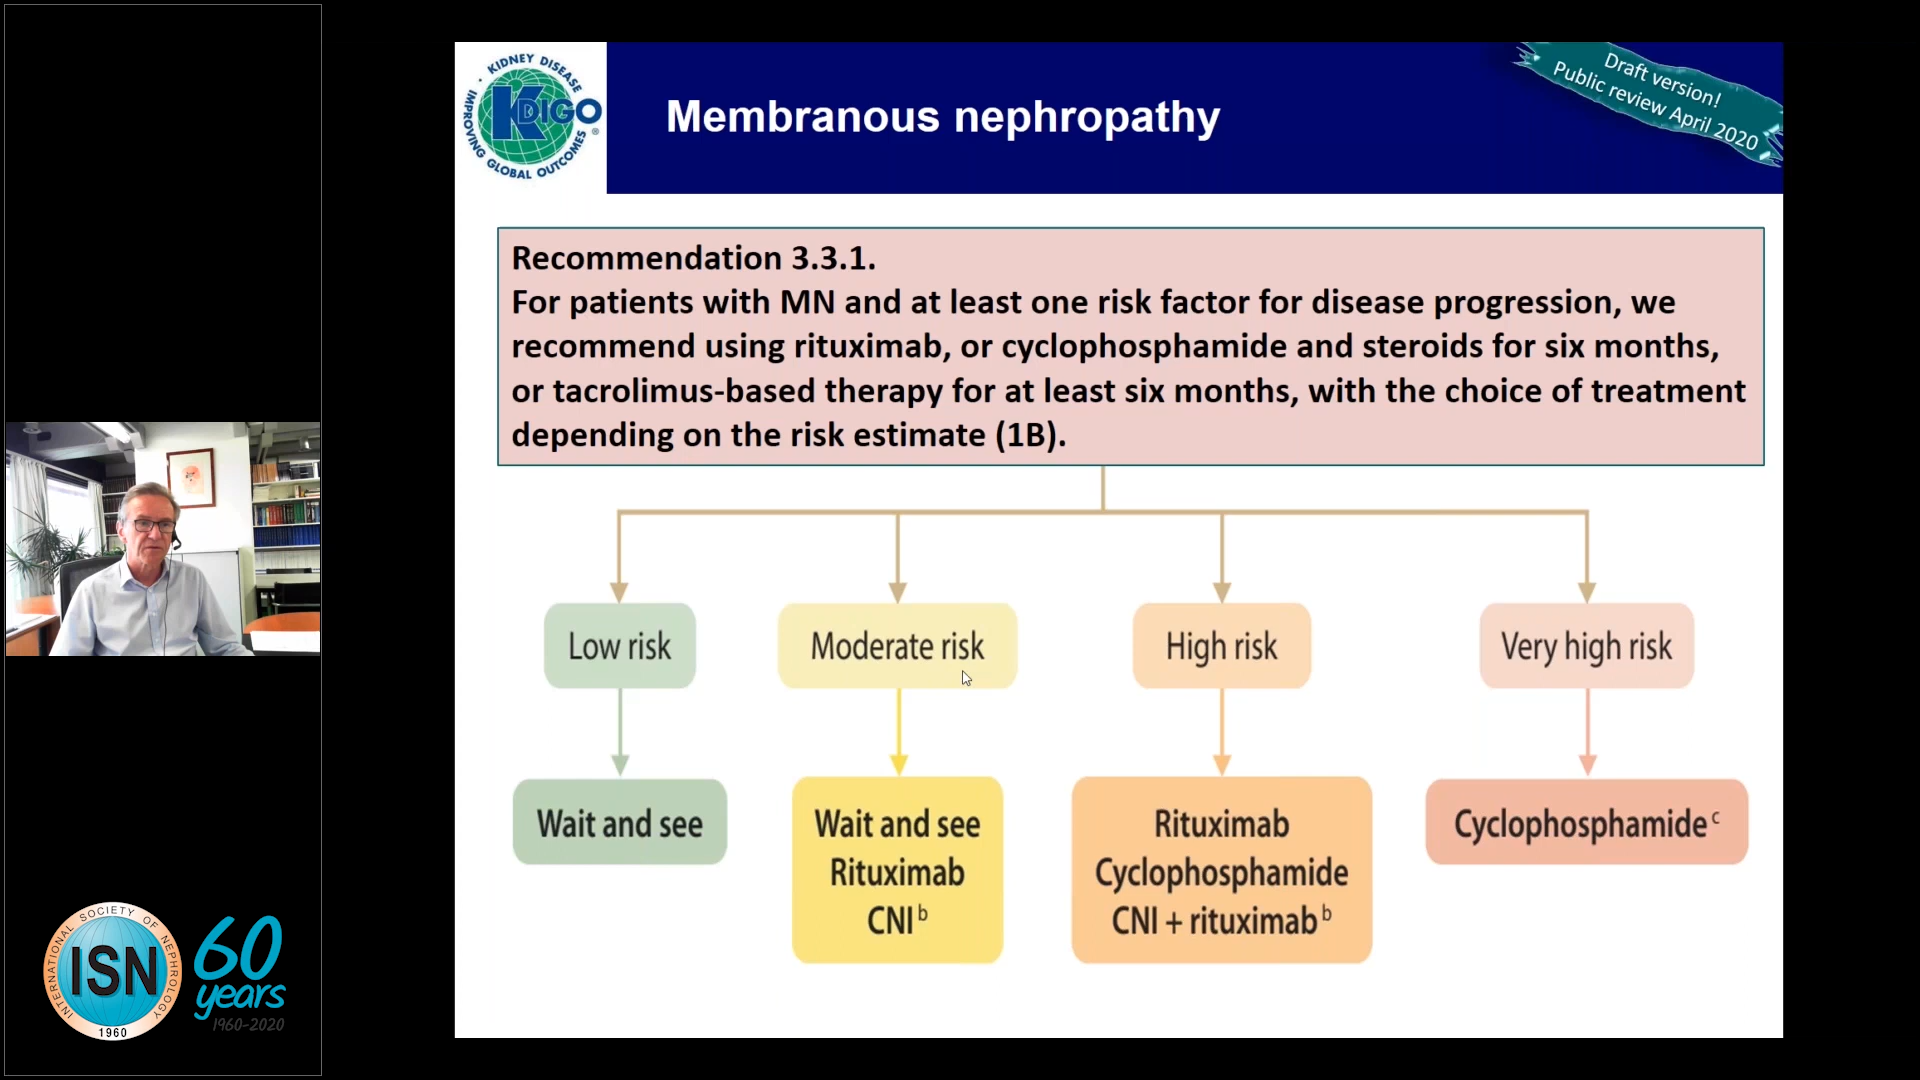 KIDNEY DISEASE
IMPROVING GLOBAL OUTCOMES
KDIGO
®
Membranous nephropathy
Draft version!
Public review April 2020
Recommendation 3.3.1.
For patients with MN and at least one risk factor for disease progression, we
recommend using rituximab, or cyclophosphamide and steroids for six months,
or tacrolimus-based therapy for at least six months, with the choice of treatment
depending on the risk estimate (1B).
Low risk
Moderate risk
High risk
Very high risk
Wait and see
Wait and see
Rituximab
CNI b
Rituximab
Cyclophosphamide
CNI + rituximab b
Cyclophosphamide c
INTERNATIONAL SOCIETY OF NEPHROLOGY
ISN
1960
60
years
1960-2020